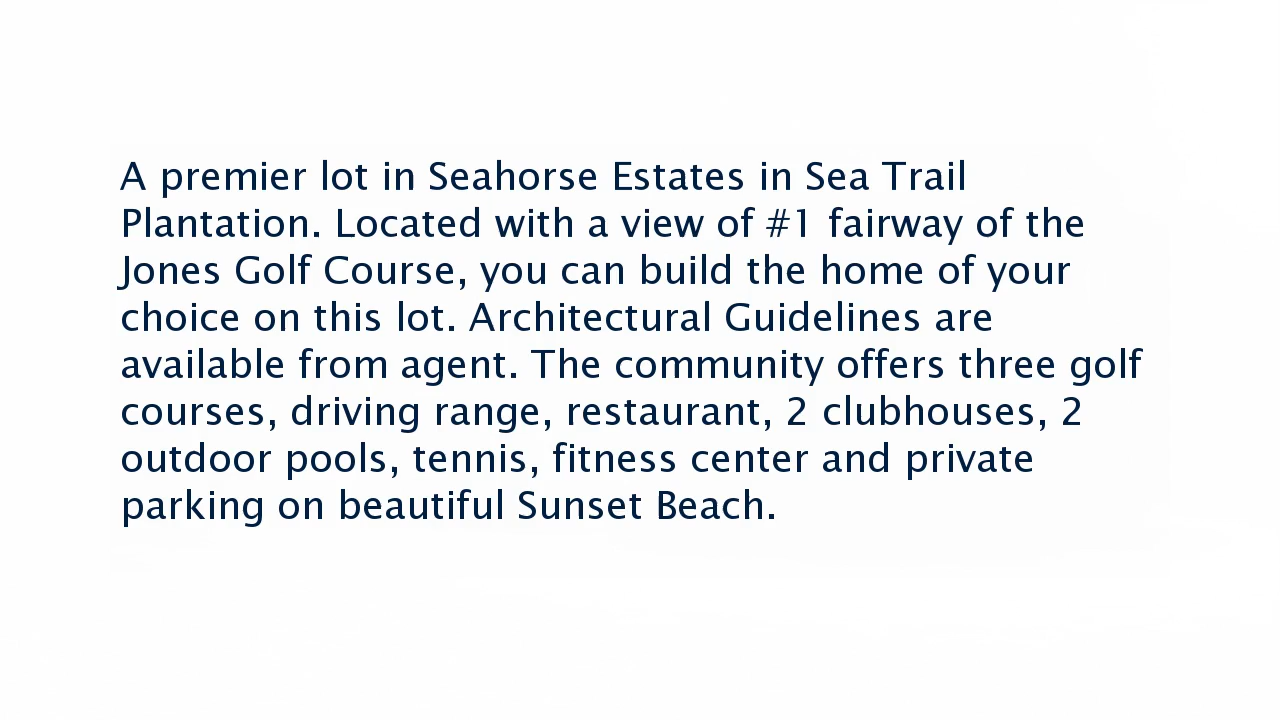 A premier lot in Seahorse Estates in Sea Trail
Plantation. Located with a view of #1 fairway of the
Jones Golf Course, you can build the home of your
choice on this lot. Architectural Guidelines are
available from agent. The community offers three golf
courses, driving range, restaurant, 2 clubhouses, 2
outdoor pools, tennis, fitness center and private
parking on beautiful Sunset Beach.